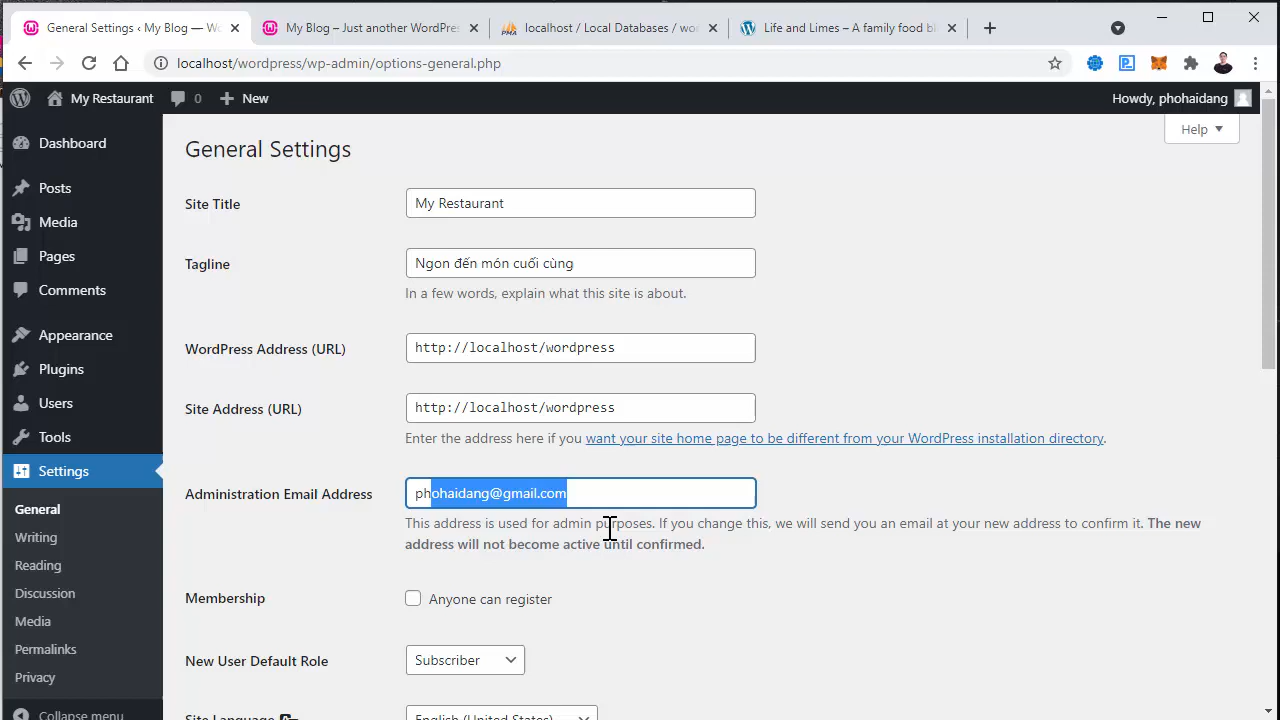 General Settings ‹ My Blog — Wo
My Blog – Just another WordPres
localhost / Local Databases / wor
Life and Limes – A family food b
localhost/wordpress/wp-admin/options-general.php
My Restaurant
0
New
Howdy, phohaidang
Help
Dashboard
Posts
Media
Pages
Comments
Appearance
Plugins
Users
Tools
Settings
General
Writing
Reading
Discussion
Media
Permalinks
Privacy
Collapse menu
General Settings
Site Title
My Restaurant
Tagline
Ngon đến món cuối cùng
In a few words, explain what this site is about.
WordPress Address (URL)
http://localhost/wordpress
Site Address (URL)
http://localhost/wordpress
Enter the address here if you want your site home page to be different from your WordPress installation directory.
Administration Email Address
phohaidang@gmail.com
This address is used for admin purposes. If you change this, we will send you an email at your new address to confirm it. The new
address will not become active until confirmed.
Membership
Anyone can register
New User Default Role
Subscriber
Site Language
English (United States)